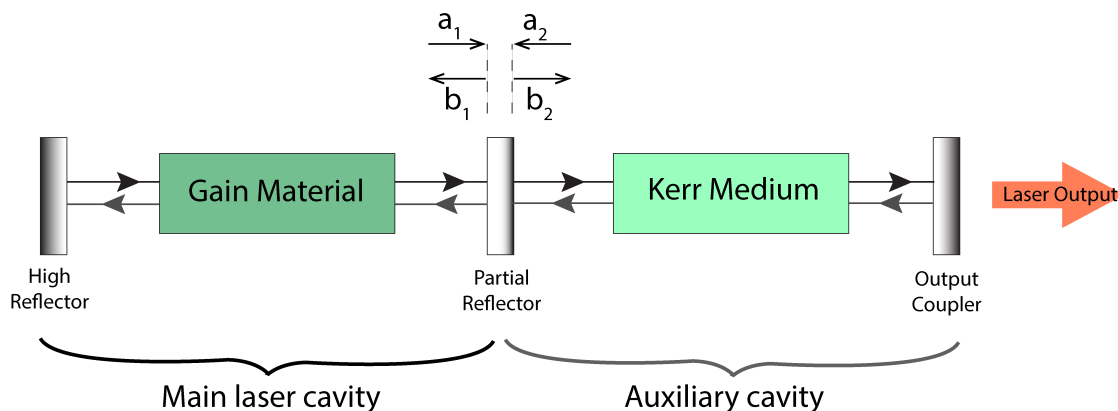 a₁ a₂
b₁ b₂
Gain Material
Kerr Medium
Laser Output
High
Reflector
Partial
Reflector
Output
Coupler
Main laser cavity
Auxiliary cavity